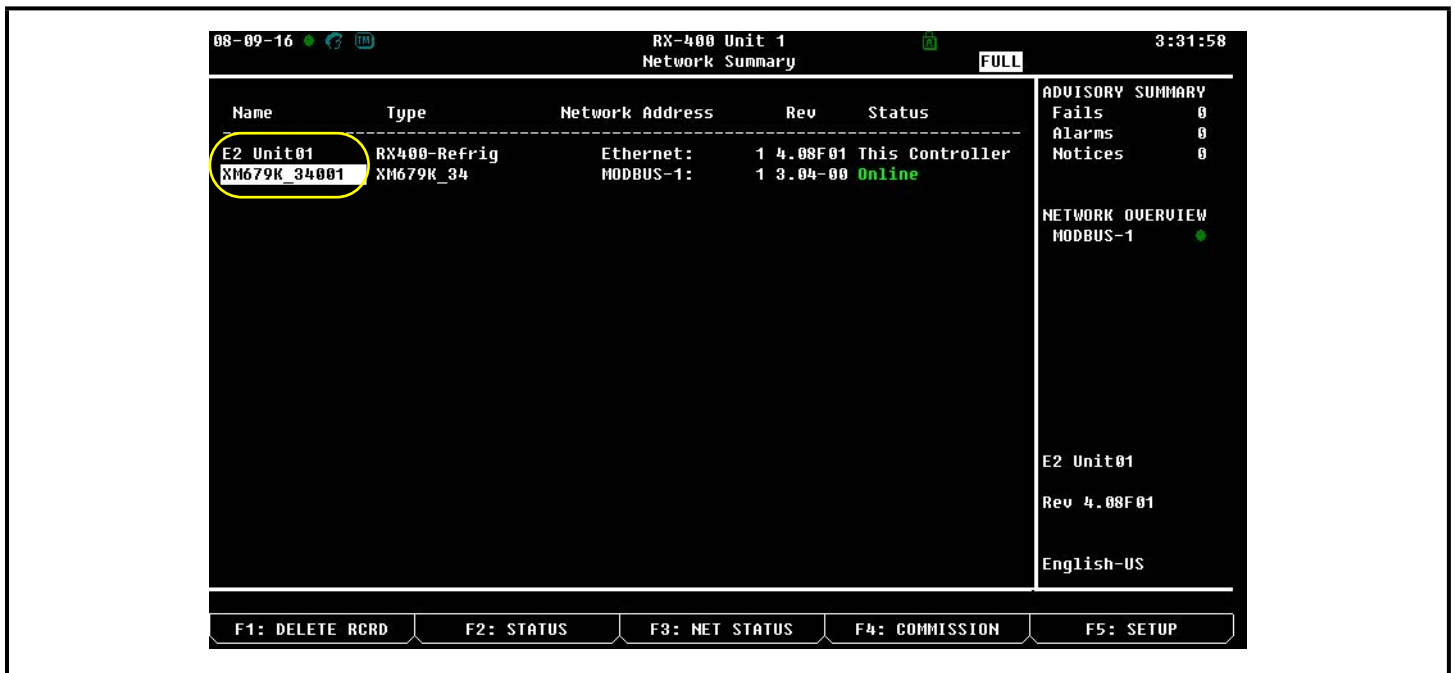 08-09-16 TM RX-400 Unit 1 3:31:58
Network Summary FULL
Name Type Network Address Rev Status
E2 Unit01 RX400-Refrig Ethernet: 1 4.08F01 This Controller
XM679K_34001 XM679K_34 MODBUS-1: 1 3.04-00 Online
ADVISORY SUMMARY
Fails 0
Alarms 0
Notices 0
NETWORK OVERVIEW
MODBUS-1
E2 Unit01
Rev 4.08F01
English-US
F1: DELETE RCRD F2: STATUS F3: NET STATUS F4: COMMISSION F5: SETUP